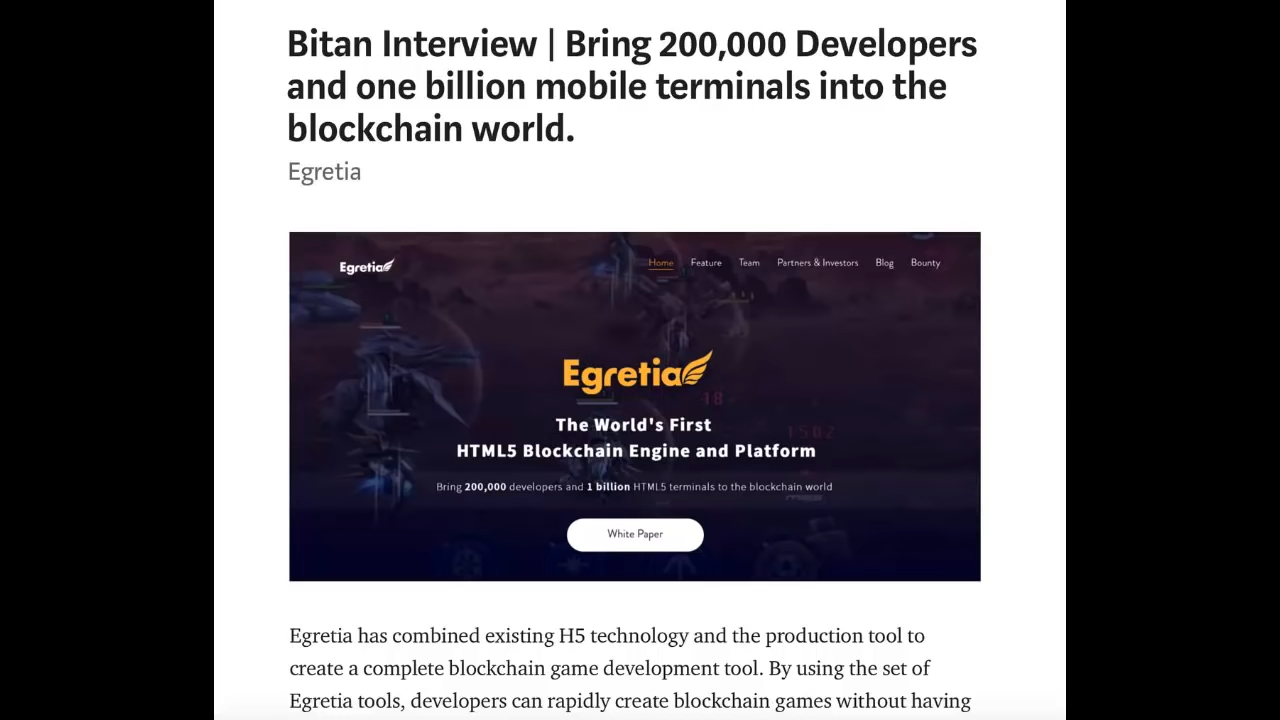 Bitan Interview | Bring 200,000 Developers
and one billion mobile terminals into the
blockchain world.
Egretia
Egretia
Home Feature Team Partners & Investors Blog Bounty
Egretia
18
1502
The World's First
HTML5 Blockchain Engine and Platform
Bring 200,000 developers and 1 billion HTML5 terminals to the blockchain world
White Paper
Egretia has combined existing H5 technology and the production tool to
create a complete blockchain game development tool. By using the set of
Egretia tools, developers can rapidly create blockchain games without having